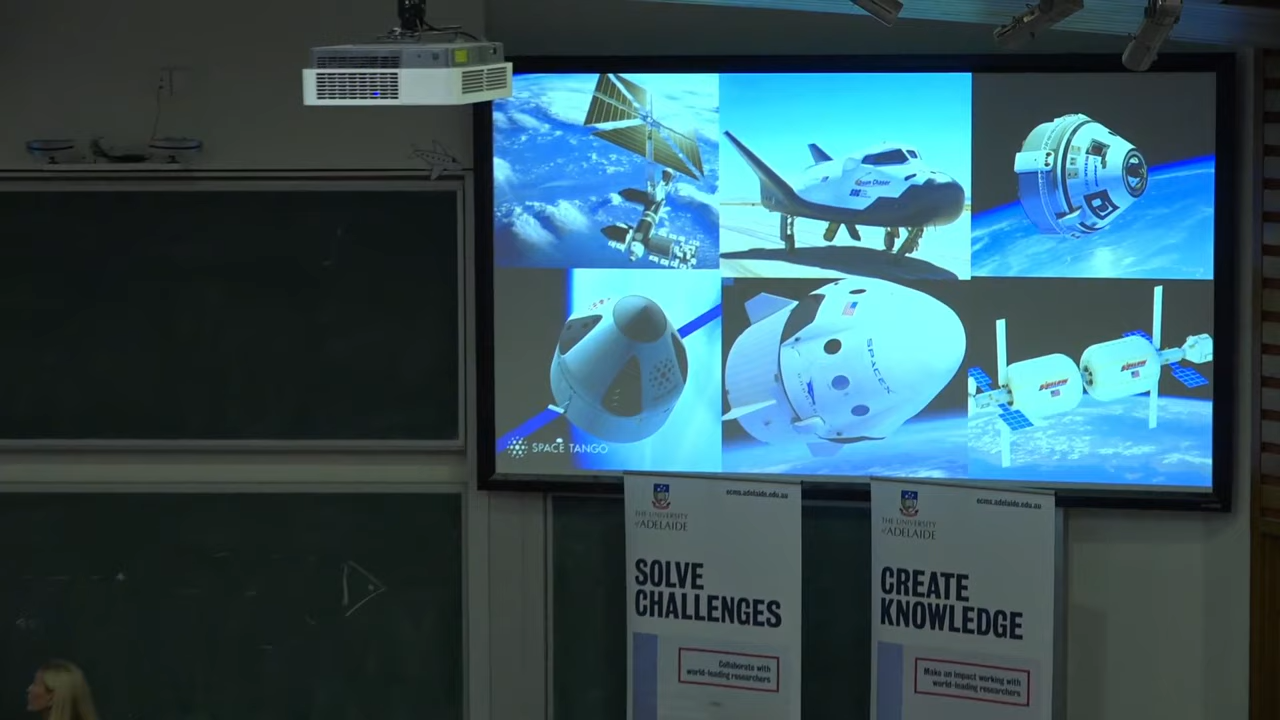 Dream Chaser
SNC
SPACEX
SPACE TANGO
THE UNIVERSITY
of ADELAIDE
ecms.adelaide.edu.au
SOLVE
CHALLENGES
Collaborate with
world-leading researchers
THE UNIVERSITY
of ADELAIDE
ecms.adelaide.edu.au
CREATE
KNOWLEDGE
Make an impact working with
world-leading researchers